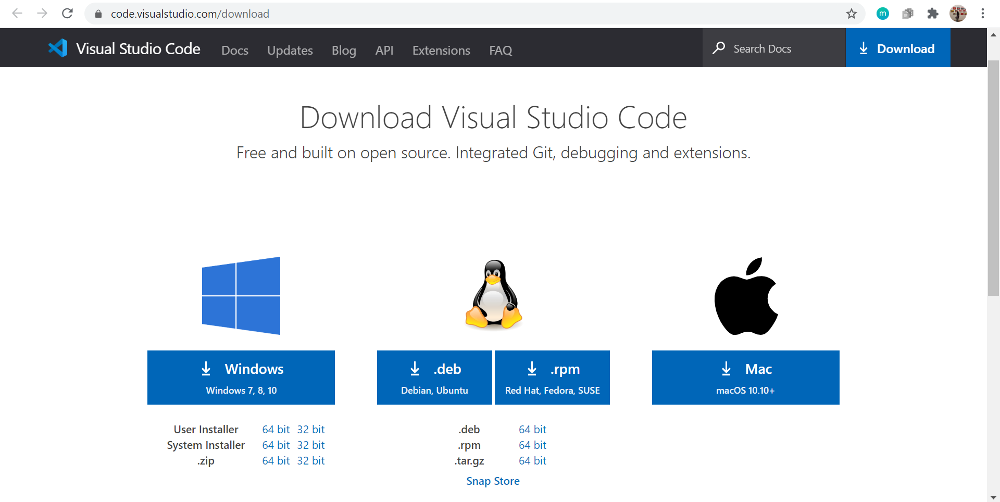 code.visualstudio.com/download
m
Visual Studio Code Docs Updates Blog API Extensions FAQ Search Docs Download
Download Visual Studio Code
Free and built on open source. Integrated Git, debugging and extensions.
Windows
Windows 7, 8, 10
.deb
Debian, Ubuntu
.rpm
Red Hat, Fedora, SUSE
Mac
macOS 10.10+
User Installer 64 bit 32 bit
System Installer 64 bit 32 bit
.zip 64 bit 32 bit
.deb 64 bit
.rpm 64 bit
.tar.gz 64 bit
Snap Store